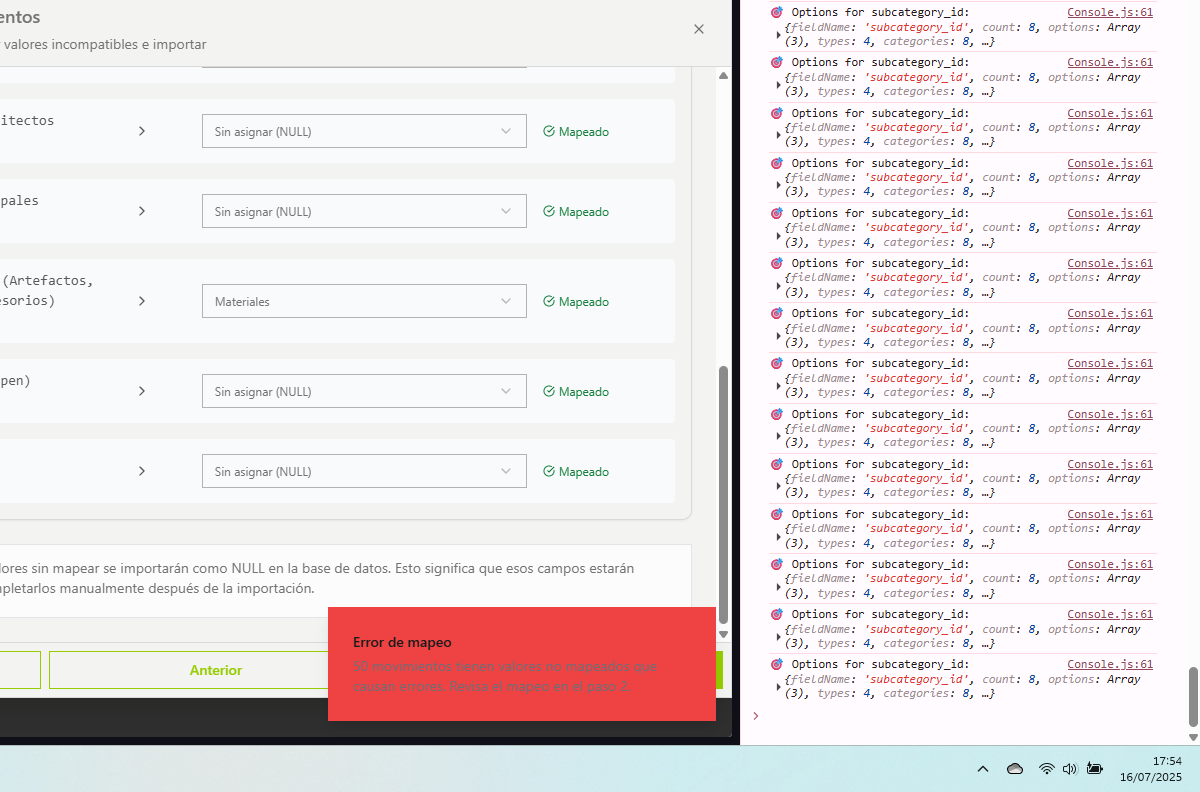 entos
valores incompatibles e importar
itectos
Sin asignar (NULL)
Mapeado
pales
Sin asignar (NULL)
Mapeado
(Artefactos,
esorios)
Materiales
Mapeado
pen)
Sin asignar (NULL)
Mapeado
Sin asignar (NULL)
Mapeado
lores sin mapear se importarán como NULL en la base de datos. Esto significa que esos campos estarán
mpletarlos manualmente después de la importación.
Anterior
Error de mapeo
50 movimientos tienen valores no mapeados que
causan errores. Revisa el mapeo en el paso 2.
Options for subcategory_id: Console.js:61
{fieldName: 'subcategory_id', count: 8, options: Array
(3), types: 4, categories: 8, …}
Options for subcategory_id: Console.js:61
{fieldName: 'subcategory_id', count: 8, options: Array
(3), types: 4, categories: 8, …}
Options for subcategory_id: Console.js:61
{fieldName: 'subcategory_id', count: 8, options: Array
(3), types: 4, categories: 8, …}
Options for subcategory_id: Console.js:61
{fieldName: 'subcategory_id', count: 8, options: Array
(3), types: 4, categories: 8, …}
Options for subcategory_id: Console.js:61
{fieldName: 'subcategory_id', count: 8, options: Array
(3), types: 4, categories: 8, …}
Options for subcategory_id: Console.js:61
{fieldName: 'subcategory_id', count: 8, options: Array
(3), types: 4, categories: 8, …}
Options for subcategory_id: Console.js:61
{fieldName: 'subcategory_id', count: 8, options: Array
(3), types: 4, categories: 8, …}
Options for subcategory_id: Console.js:61
{fieldName: 'subcategory_id', count: 8, options: Array
(3), types: 4, categories: 8, …}
Options for subcategory_id: Console.js:61
{fieldName: 'subcategory_id', count: 8, options: Array
(3), types: 4, categories: 8, …}
Options for subcategory_id: Console.js:61
{fieldName: 'subcategory_id', count: 8, options: Array
(3), types: 4, categories: 8, …}
Options for subcategory_id: Console.js:61
{fieldName: 'subcategory_id', count: 8, options: Array
(3), types: 4, categories: 8, …}
Options for subcategory_id: Console.js:61
{fieldName: 'subcategory_id', count: 8, options: Array
(3), types: 4, categories: 8, …}
Options for subcategory_id: Console.js:61
{fieldName: 'subcategory_id', count: 8, options: Array
(3), types: 4, categories: 8, …}
Options for subcategory_id: Console.js:61
{fieldName: 'subcategory_id', count: 8, options: Array
(3), types: 4, categories: 8, …}
17:54
16/07/2025